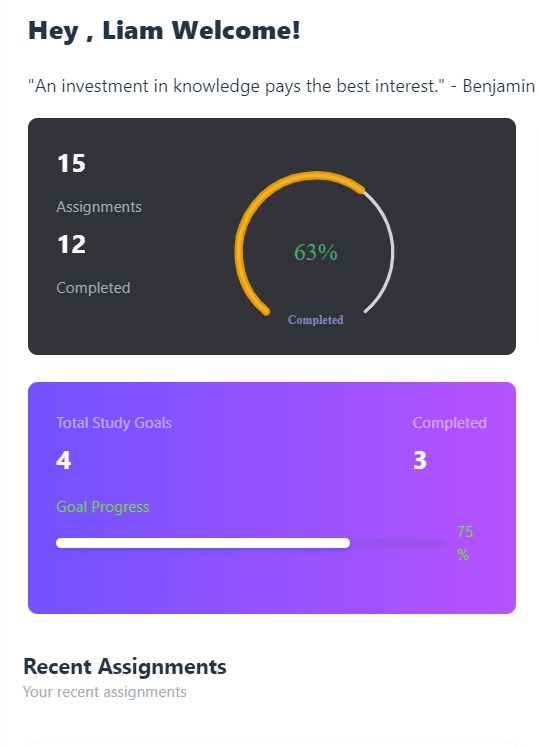 Hey , Liam Welcome!
"An investment in knowledge pays the best interest." - Benjamin
15
Assignments
12
Completed
63%
Completed
Total Study Goals
Completed
4
3
Goal Progress
75
%
Recent Assignments
Your recent assignments